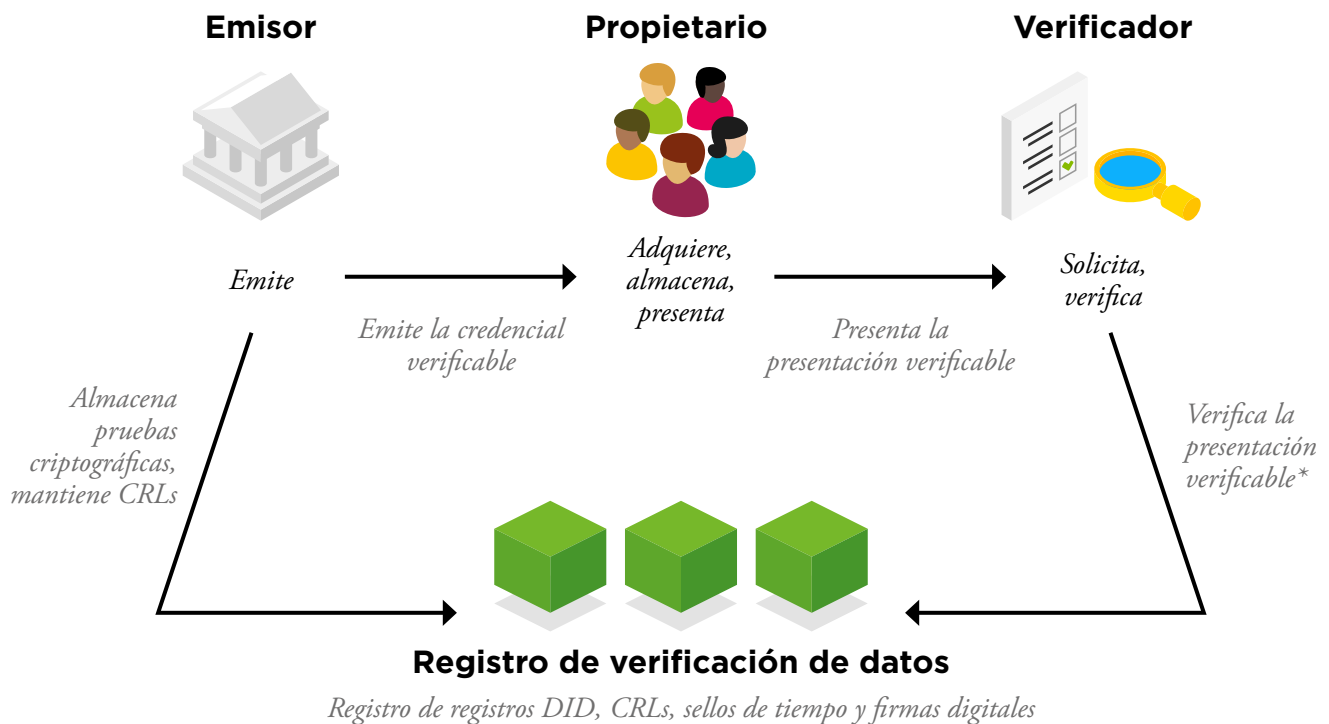 Emisor
Propietario
Verificador
Emite
Adquiere,
almacena,
presenta
Solicita,
verifica
Emite la credencial
verificable
Presenta la
presentación verificable
Almacena
pruebas
criptográficas,
mantiene CRLs
Verifica la
presentación
verificable*
Registro de verificación de datos
Registro de registros DID, CRLs, sellos de tiempo y firmas digitales